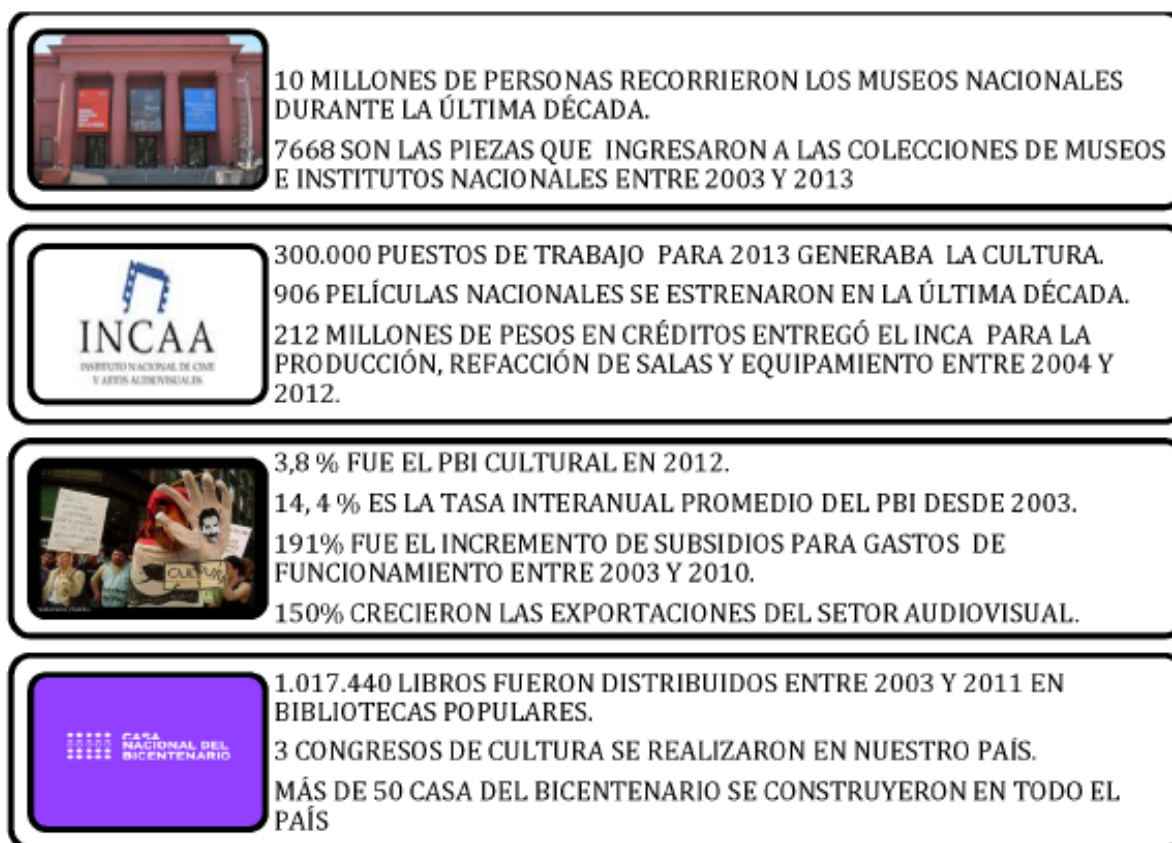 10 MILLONES DE PERSONAS RECORRIERON LOS MUSEOS NACIONALES
DURANTE LA ÚLTIMA DÉCADA.
7668 SON LAS PIEZAS QUE INGRESARON A LAS COLECCIONES DE MUSEOS
E INSTITUTOS NACIONALES ENTRE 2003 Y 2013
INCAA
INSTITUTO NACIONAL DE CINE
Y ARTES AUDIOVISUALES
300.000 PUESTOS DE TRABAJO PARA 2013 GENERABA LA CULTURA.
906 PELÍCULAS NACIONALES SE ESTRENARON EN LA ÚLTIMA DÉCADA.
212 MILLONES DE PESOS EN CRÉDITOS ENTREGÓ EL INCA PARA LA
PRODUCCIÓN, REFACCIÓN DE SALAS Y EQUIPAMIENTO ENTRE 2004 Y
2012.
CULTURA
3,8 % FUE EL PBI CULTURAL EN 2012.
14, 4 % ES LA TASA INTERANUAL PROMEDIO DEL PBI DESDE 2003.
191% FUE EL INCREMENTO DE SUBSIDIOS PARA GASTOS DE
FUNCIONAMIENTO ENTRE 2003 Y 2010.
150% CRECIERON LAS EXPORTACIONES DEL SETOR AUDIOVISUAL.
CASA
NACIONAL DEL
BICENTENARIO
1.017.440 LIBROS FUERON DISTRIBUIDOS ENTRE 2003 Y 2011 EN
BIBLIOTECAS POPULARES.
3 CONGRESOS DE CULTURA SE REALIZARON EN NUESTRO PAÍS.
MÁS DE 50 CASA DEL BICENTENARIO SE CONSTRUYERON EN TODO EL
PAÍS